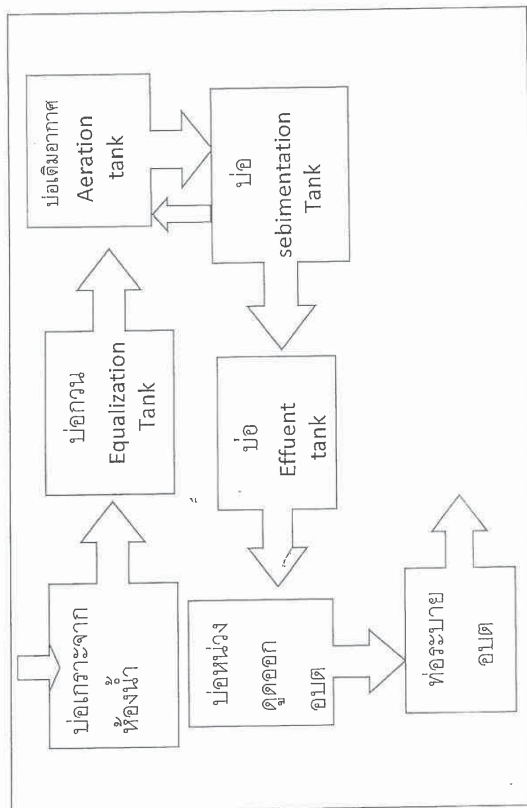 บ่อเกราะจาก
ห้องน้ำ
บ่อกวน
Equalization
Tank
บ่อเติมอากาศ
Aeration
tank
บ่อ
sebimentation
Tank
บ่อ
Effuent
tank
บ่อหน่วง
ดูดออก
อบต
ท่อระบาย
อบต